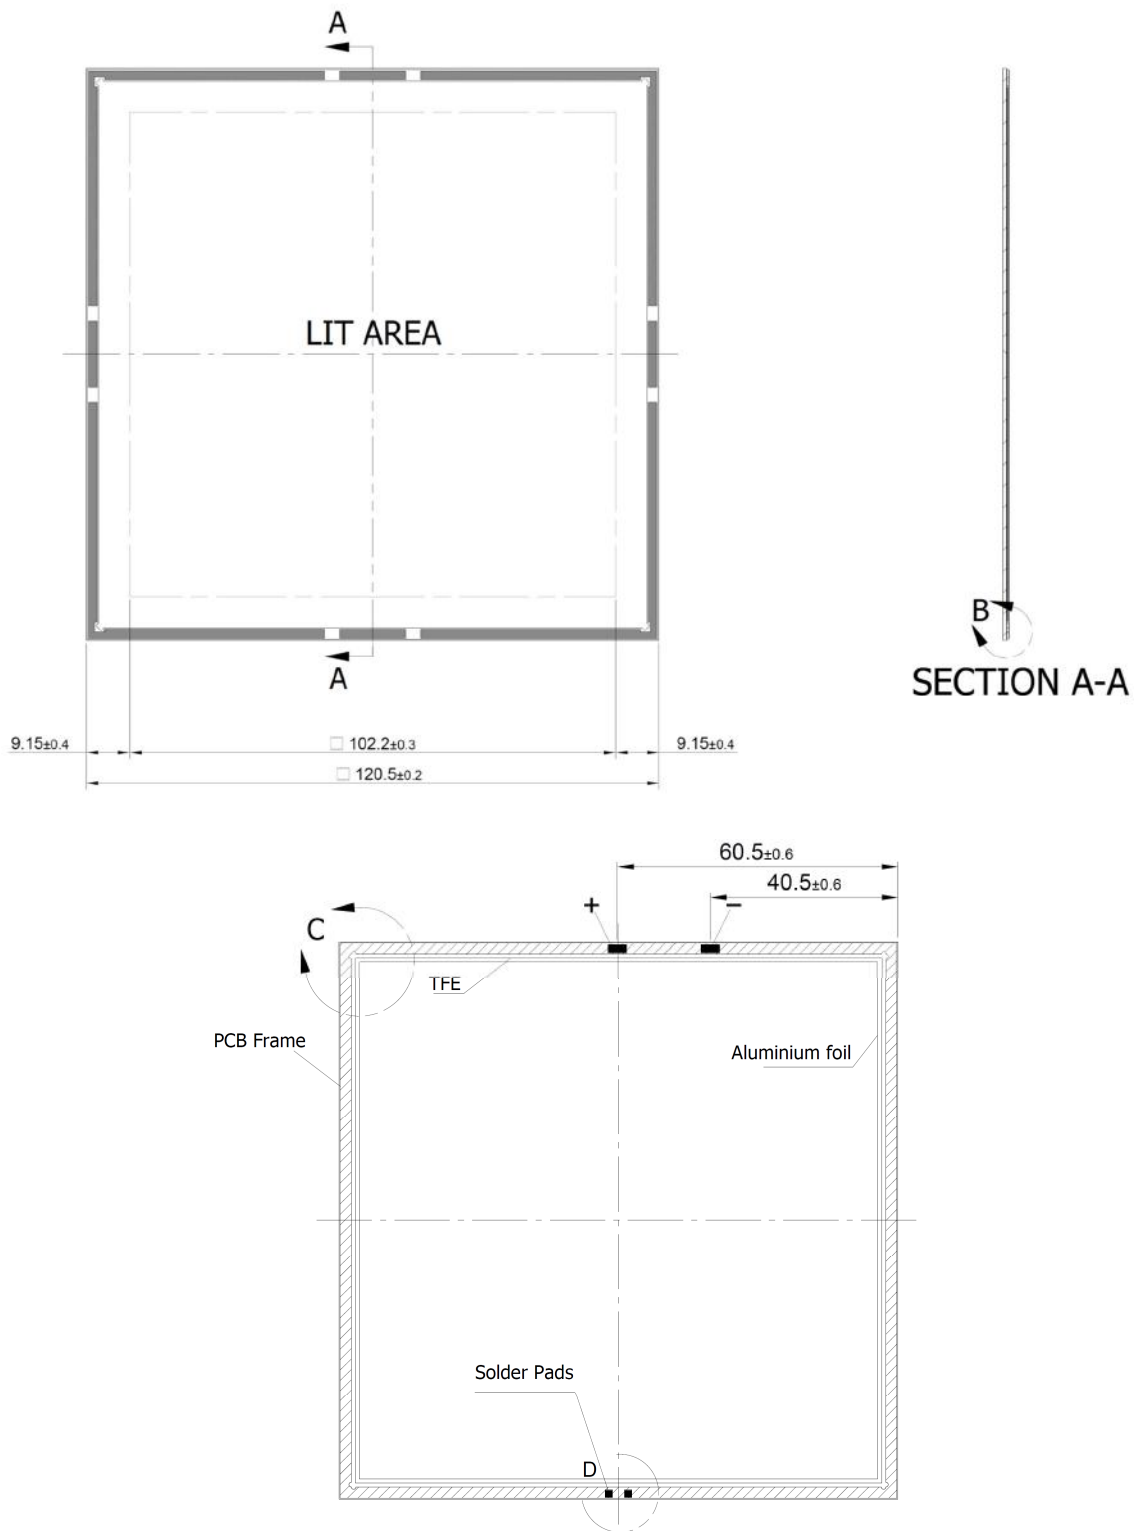 A
LIT AREA
A
B
SECTION A-A
9.15±0.4
□ 102.2±0.3
9.15±0.4
□ 120.5±0.2
60.5±0.6
40.5±0.6
+
−
C
TFE
PCB Frame
Aluminium foil
Solder Pads
D